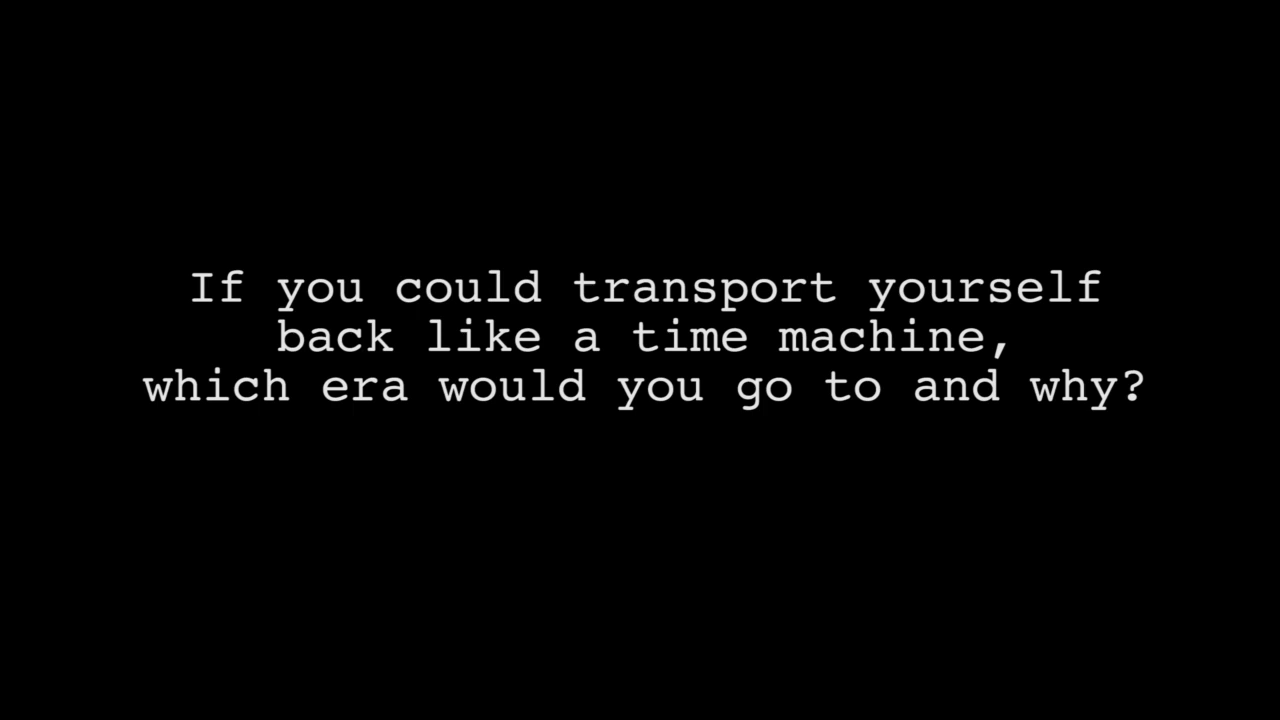 If you could transport yourself
back like a time machine,
which era would you go to and why?